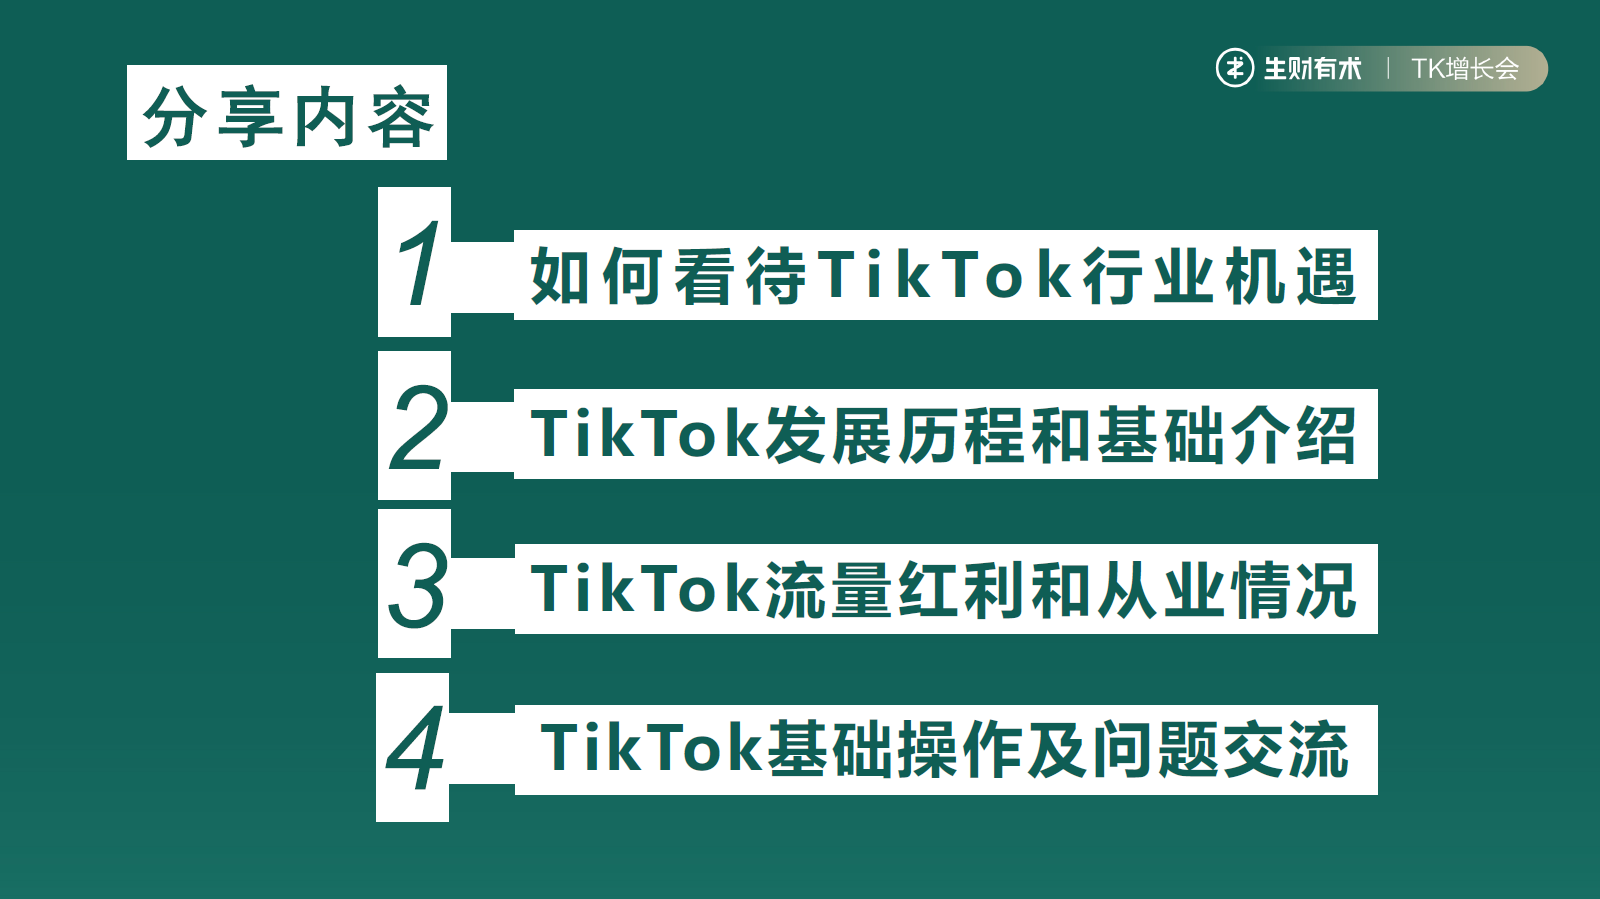 生财有术 | TK增长会
分享内容
1
如何看待TikTok行业机遇
2
TikTok发展历程和基础介绍
3
TikTok流量红利和从业情况
4
TikTok基础操作及问题交流